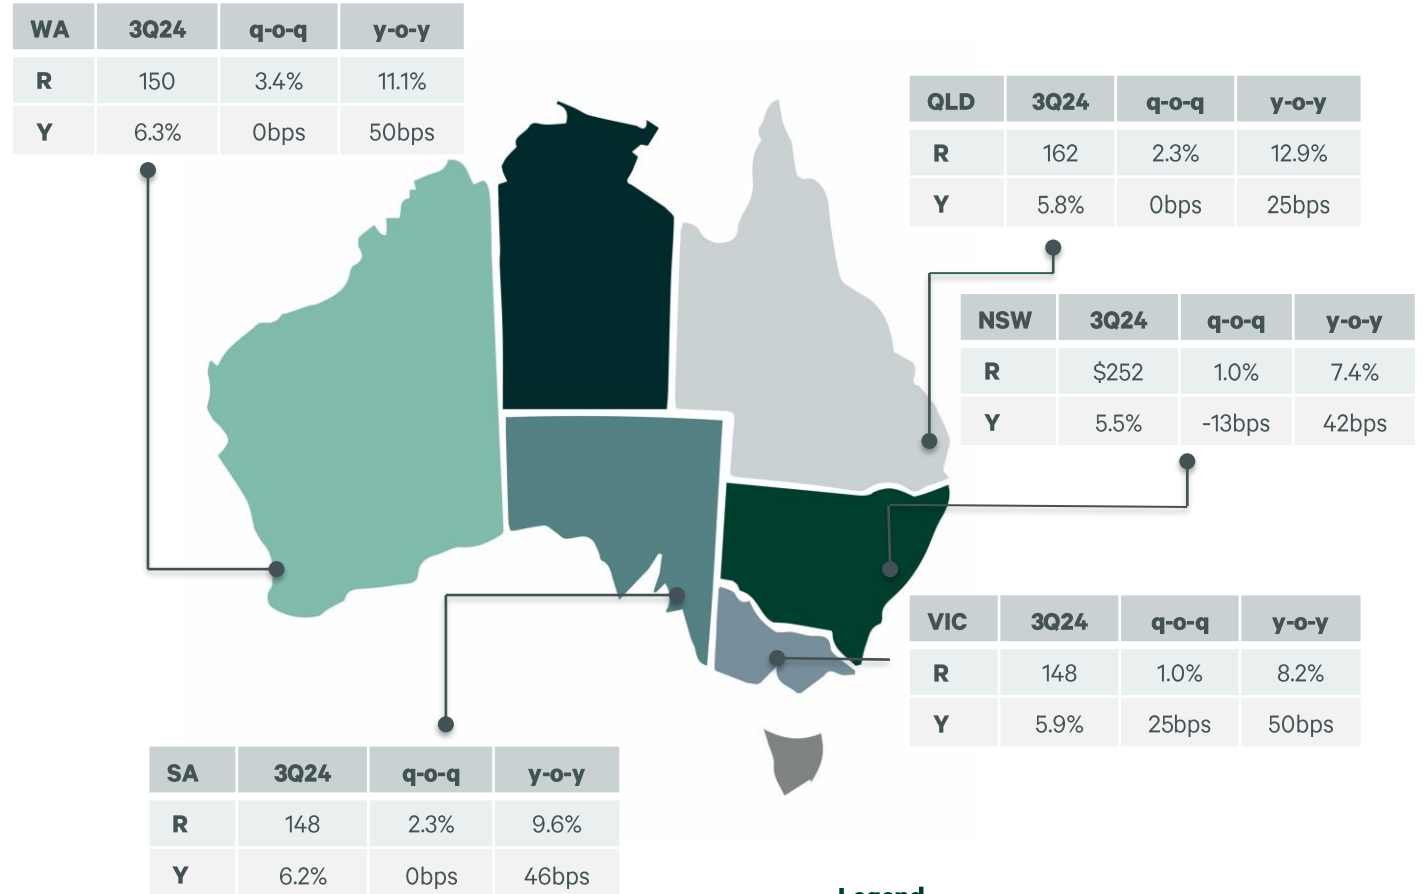 WA 3Q24 q-o-q y-o-y
R 150 3.4% 11.1%
Y 6.3% 0bps 50bps
QLD 3Q24 q-o-q y-o-y
R 162 2.3% 12.9%
Y 5.8% 0bps 25bps
NSW 3Q24 q-o-q y-o-y
R $252 1.0% 7.4%
Y 5.5% -13bps 42bps
VIC 3Q24 q-o-q y-o-y
R 148 1.0% 8.2%
Y 5.9% 25bps 50bps
SA 3Q24 q-o-q y-o-y
R 148 2.3% 9.6%
Y 6.2% 0bps 46bps
Legend